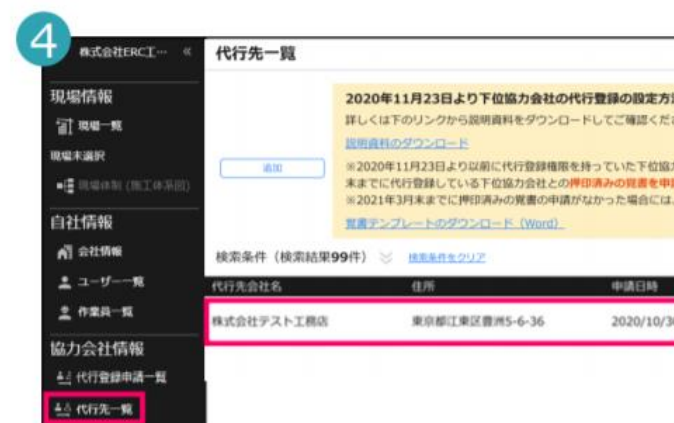 4
株式会社ERC工… «
代行先一覧
現場情報
現場一覧
現場未選択
現場体制 (施工体系図)
自社情報
会社情報
ユーザー一覧
作業員一覧
協力会社情報
代行登録申請一覧
代行先一覧
追加
2020年11月23日より下位協力会社の代行登録の設定方
詳しくは下のリンクから説明資料をダウンロードしてご確認くだ
説明資料のダウンロード
※2020年11月23日より以前に代行登録権限を持っていた下位協
末までに代行登録している下位協力会社との押印済みの覚書を申
※2021年3月末までに押印済みの覚書の申請がなかった場合には、
覚書テンプレートのダウンロード（Word）
検索条件（検索結果99件） 検索条件をクリア
代行先会社名 住所 申請日時
株式会社テスト工務店 東京都江東区豊洲5-6-36 2020/10/30